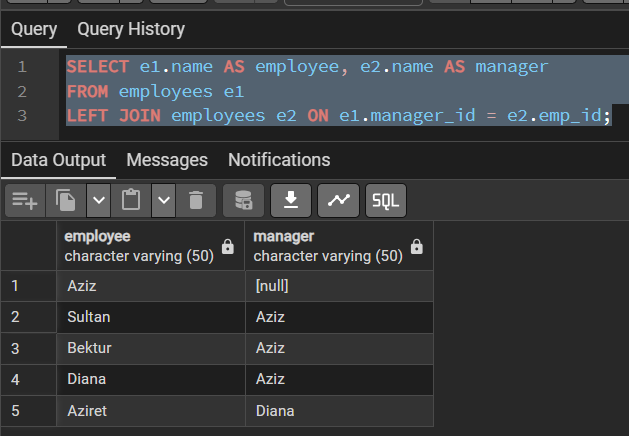 Query Query History
1 SELECT e1.name AS employee, e2.name AS manager
2 FROM employees e1
3 LEFT JOIN employees e2 ON e1.manager_id = e2.emp_id;
Data Output Messages Notifications
SQL
employee manager
character varying (50) character varying (50)
1 Aziz [null]
2 Sultan Aziz
3 Bektur Aziz
4 Diana Aziz
5 Aziret Diana